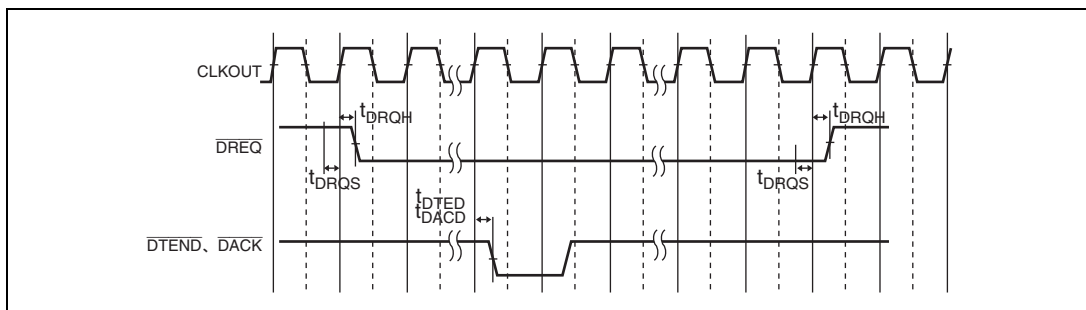 CLKOUT
tDRQH
tDRQH
DREQ
tDRQS
tDRQS
tDTED
tDACD
DTEND、DACK